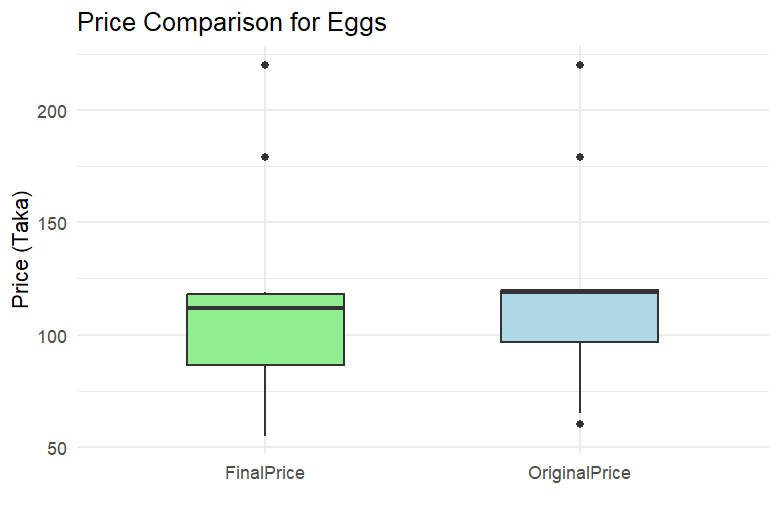 Price Comparison for Eggs
Price (Taka)
200
150
100
50
FinalPrice
OriginalPrice